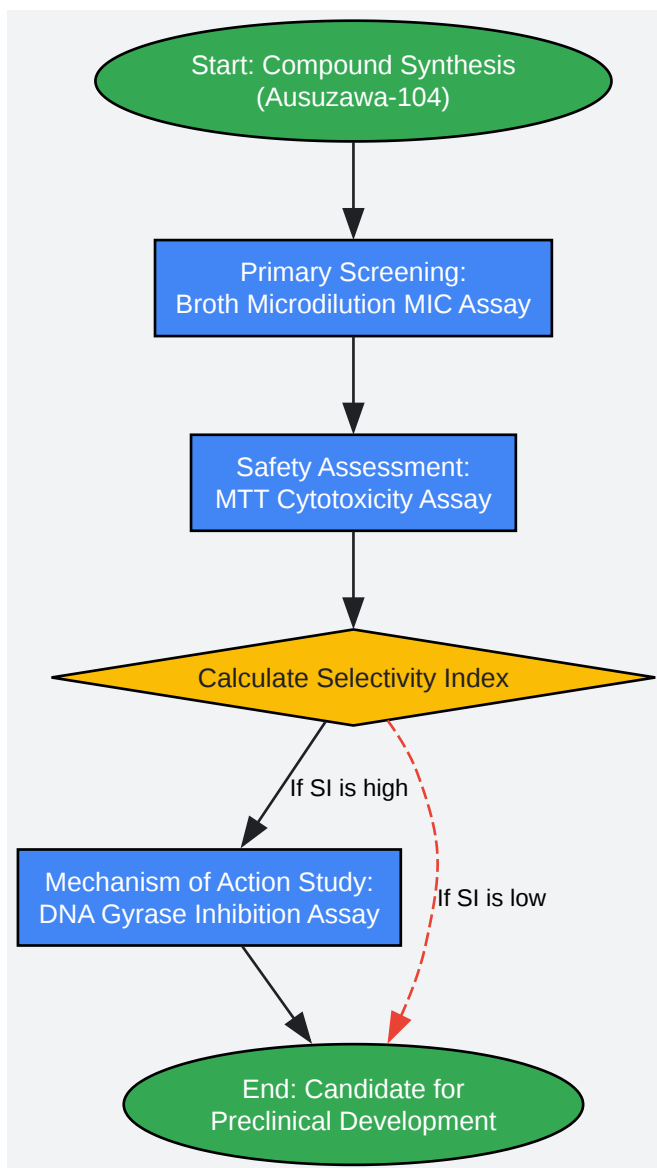 Start: Compound Synthesis
(Ausuzawa-104)
Primary Screening:
Broth Microdilution MIC Assay
Safety Assessment:
MTT Cytotoxicity Assay
Calculate Selectivity Index
If SI is high
Mechanism of Action Study:
DNA Gyrase Inhibition Assay
If SI is low
End: Candidate for
Preclinical Development